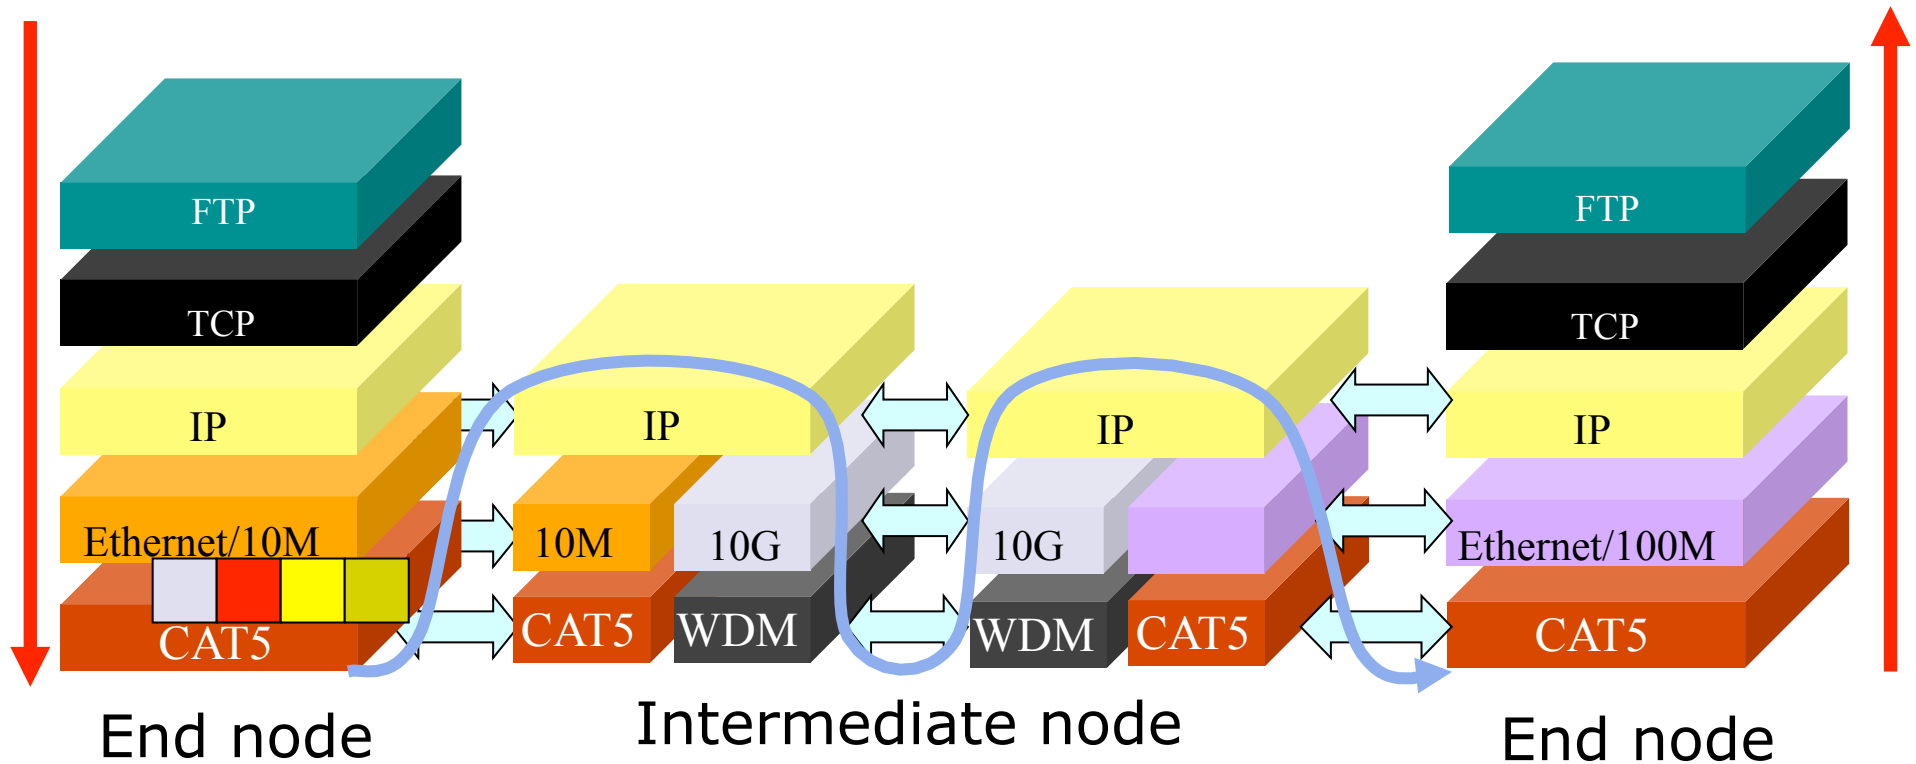 FTP
TCP
IP
Ethernet/10M
CAT5
IP
10M
10G
CAT5
WDM
IP
10G
WDM
CAT5
FTP
TCP
IP
Ethernet/100M
CAT5
End node
Intermediate node
End node